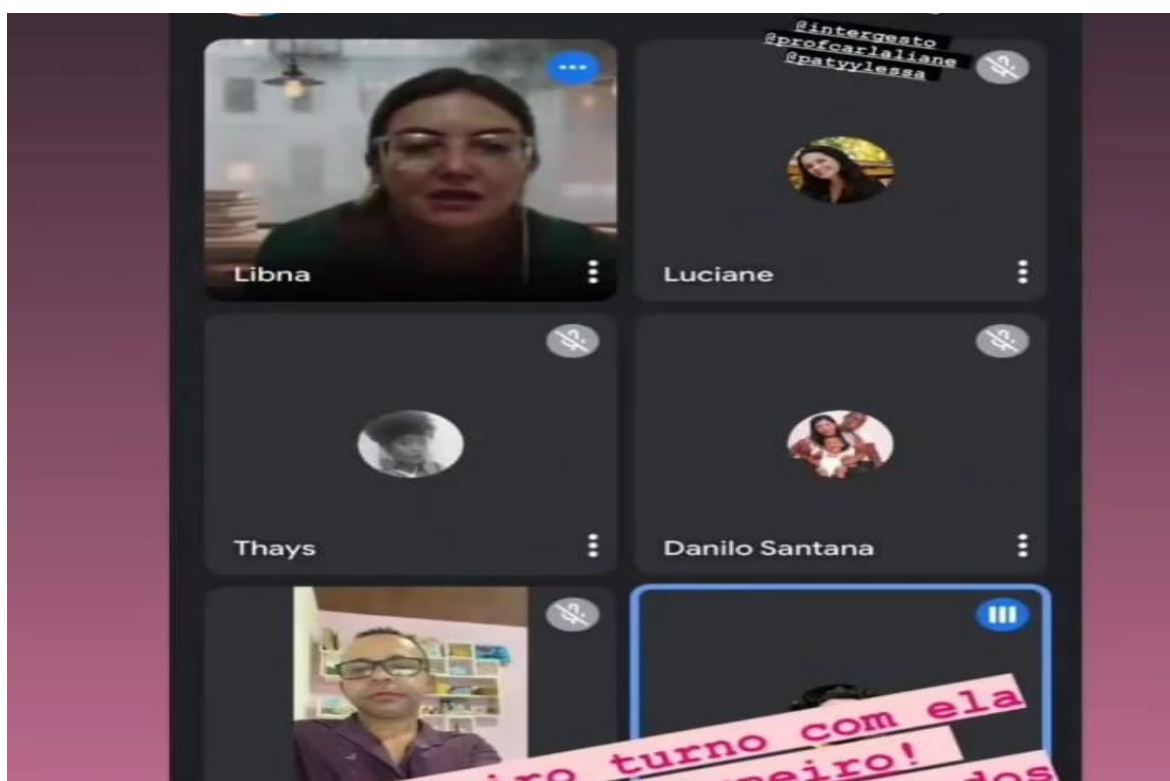 @intergesto
@profcarlaliane
@patyylessa
Libna
Luciane
Thays
Danilo Santana
turno com ela